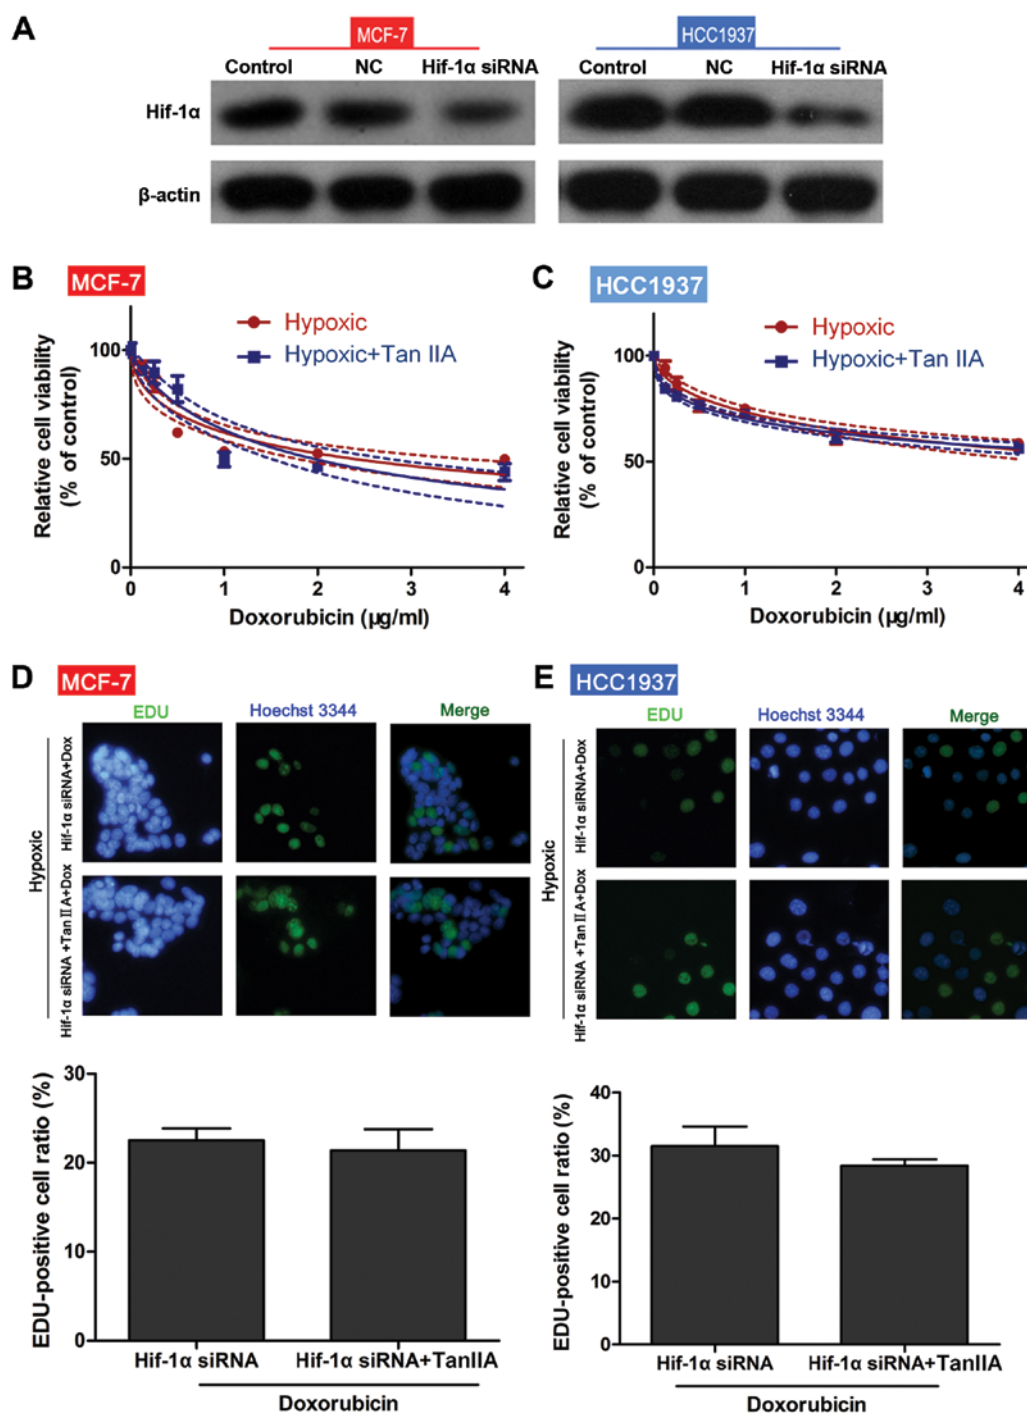 A
MCF-7
HCC1937
Control NC Hif-1α siRNA
Control NC Hif-1α siRNA
Hif-1α
β-actin
B
MCF-7
Hypoxic
Hypoxic+Tan IIA
Relative cell viability
(% of control)
100
50
0
0 1 2 3 4
Doxorubicin (µg/ml)
C
HCC1937
Hypoxic
Hypoxic+Tan IIA
Relative cell viability
(% of control)
100
50
0
0 1 2 3 4
Doxorubicin (µg/ml)
D
MCF-7
EDU Hoechst 3344 Merge
Hypoxic
Hif-1α siRNA+Dox
Hif-1α siRNA +Tan II A+Dox
EDU-positive cell ratio (%)
30
20
10
0
Hif-1α siRNA Hif-1α siRNA+TanIIA
Doxorubicin
E
HCC1937
EDU Hoechst 3344 Merge
Hypoxic
Hif-1α siRNA+Dox
Hif-1α siRNA +Tan II A+Dox
EDU-positive cell ratio (%)
40
30
20
10
0
Hif-1α siRNA Hif-1α siRNA+TanIIA
Doxorubicin